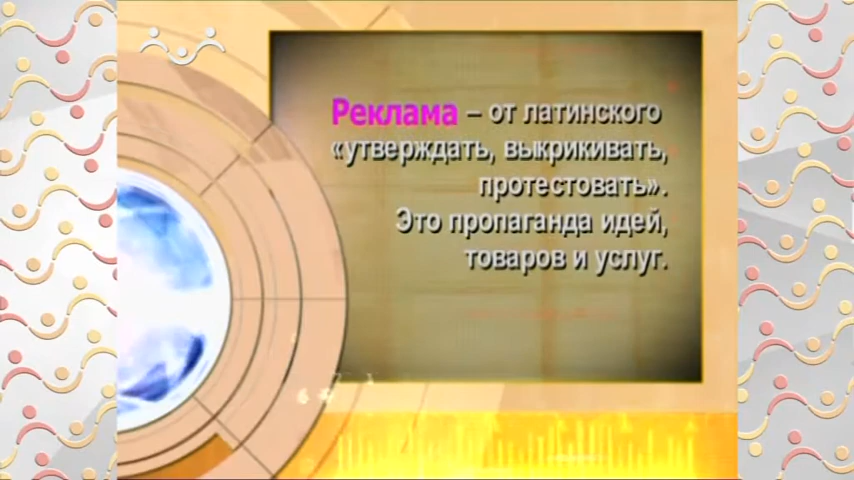 Реклама – от латинского
«утверждать, выкрикивать,
протестовать».
Это пропаганда идей,
товаров и услуг.